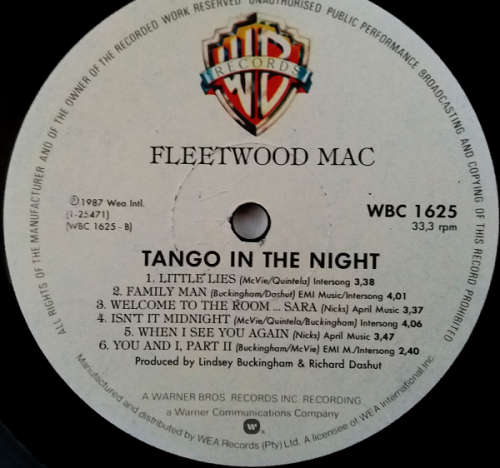 ALL RIGHTS OF THE MANUFACTURER AND OF THE OWNER OF THE RECORDED WORK RESERVED UNAUTHORISED PUBLIC PERFORMANCE BROADCASTING AND COPYING OF THIS RECORD PROHIBITED
WB
RECORDS
FLEETWOOD MAC
Ⓟ1987 Wea Intl.
(1-25471)
(WBC 1625 - B)
WBC 1625
33,3 rpm
TANGO IN THE NIGHT
1. LITTLE LIES (McVie/Quintela) Intersong 3,38
2. FAMILY MAN (Buckingham/Dashut) EMI Music/Intersong 4,01
3. WELCOME TO THE ROOM ... SARA (Nicks) April Music 3,37
4. ISN'T IT MIDNIGHT (McVie/Quintela/Buckingham) Intersong 4,06
5. WHEN I SEE YOU AGAIN (Nicks) April Music 3,47
6. YOU AND I, PART II (Buckingham/McVie) EMI M./Intersong 2,40
Produced by Lindsey Buckingham & Richard Dashut
A WARNER BROS. RECORDS INC. RECORDING
a Warner Communications Company
Manufactured and distributed by WEA Records (Pty) Ltd. A licensee of WEA International Inc.